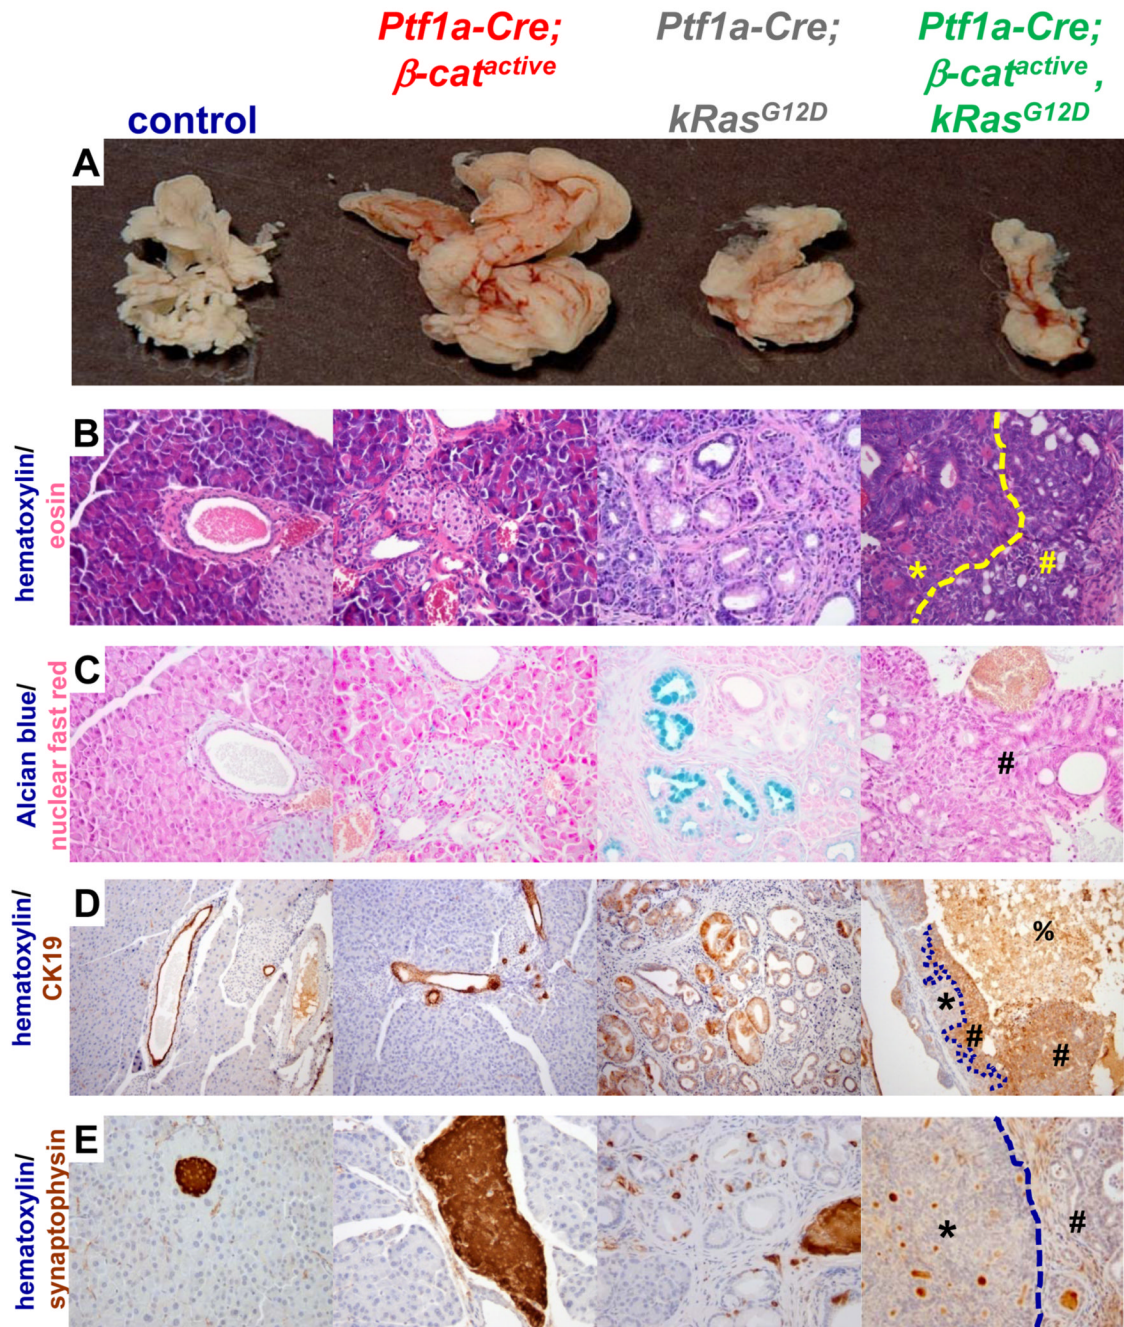 Ptf1a-Cre;
β-catactive
Ptf1a-Cre;
kRasG12D
Ptf1a-Cre;
β-catactive,
kRasG12D
control
A
hematoxylin/
eosin
B
*
#
Alcian blue/
nuclear fast red
C
#
hematoxylin/
CK19
D
%
*
#
#
hematoxylin/
synaptophysin
E
*
#